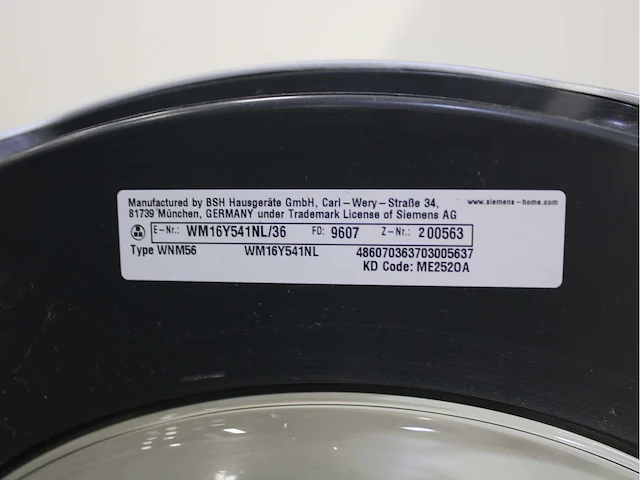 Manufactured by BSH Hausgeräte GmbH, Carl-Wery-Straße 34, www.siemens-home.com
81739 München, GERMANY under Trademark License of Siemens AG
E-Nr.: WM16Y541NL/36 FD: 9607 Z-Nr.: 200563
Type WNM56 WM16Y541NL 486070363703005637
KD Code: ME252OA